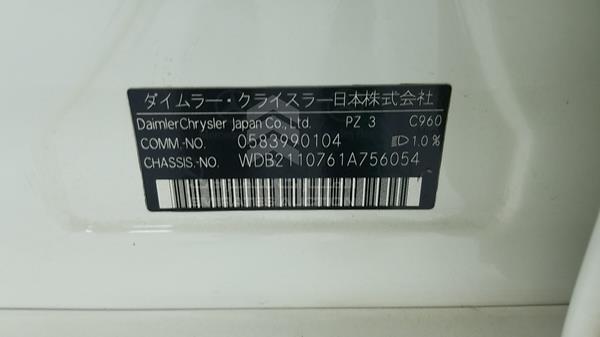 ダイムラー・クライスラー日本株式会社
DaimlerChrysler Japan Co., Ltd. PZ 3 C960
COMM.-NO. 0583990104 1.0%
CHASSIS.-NO. WDB2110761A756054